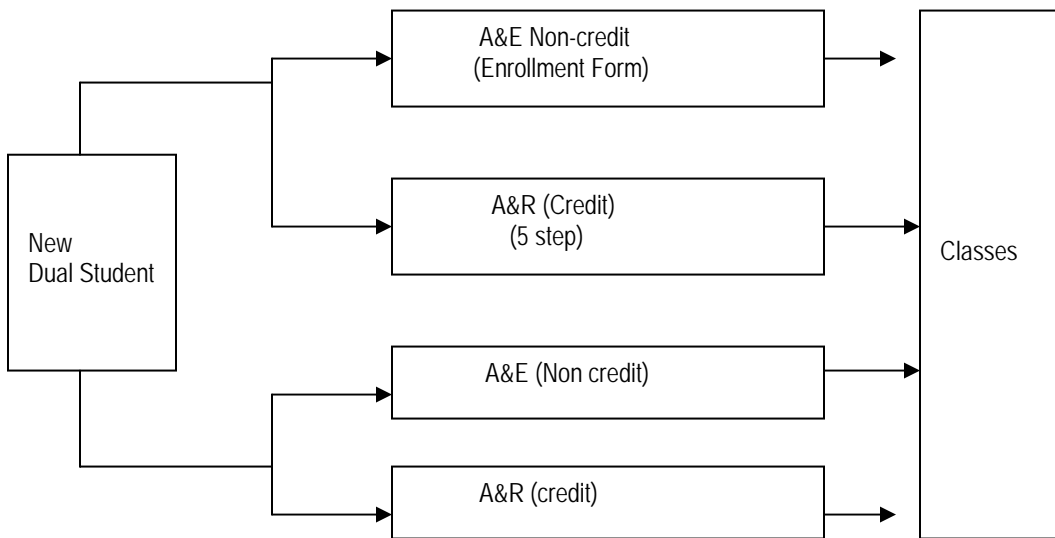 A&E Non-credit
(Enrollment Form)
A&R (Credit)
(5 step)
New
Dual Student
Classes
A&E (Non credit)
A&R (credit)